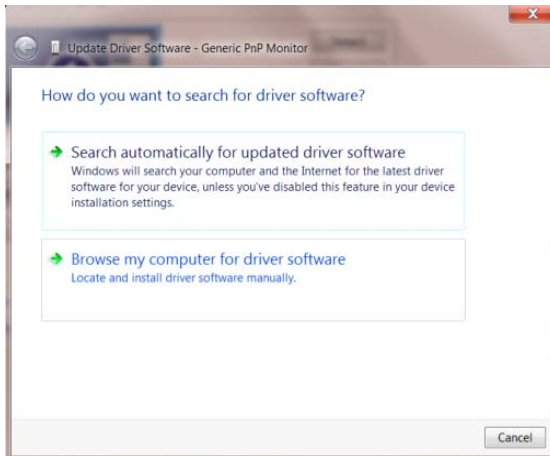 Update Driver Software - Generic PnP Monitor
How do you want to search for driver software?
Search automatically for updated driver software
Windows will search your computer and the Internet for the latest driver
software for your device, unless you've disabled this feature in your device
installation settings.
Browse my computer for driver software
Locate and install driver software manually.
Cancel